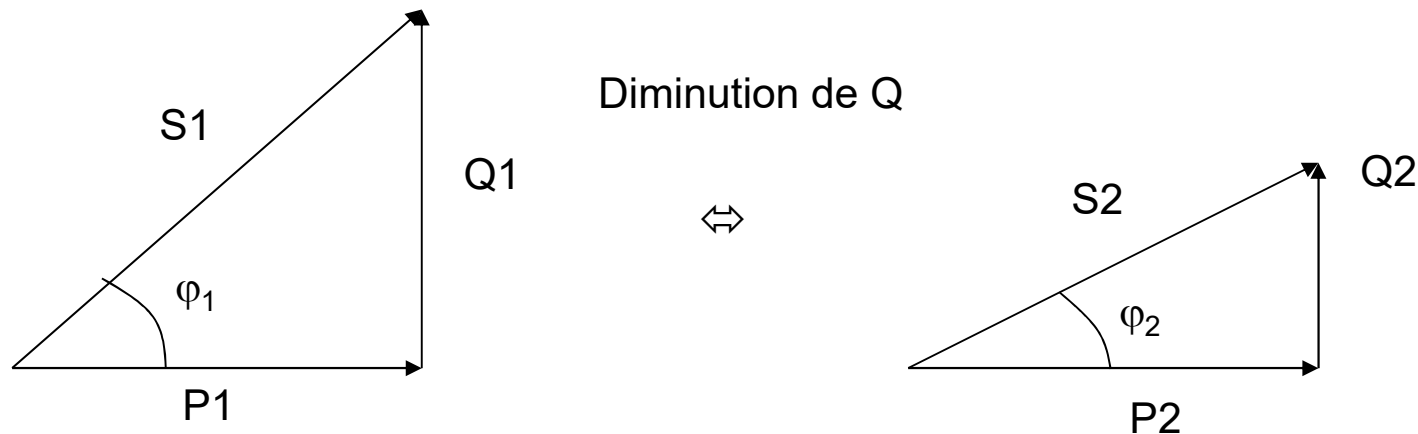 S1
Q1
φ₁
P1
Diminution de Q
⇔
S2
Q2
φ₂
P2